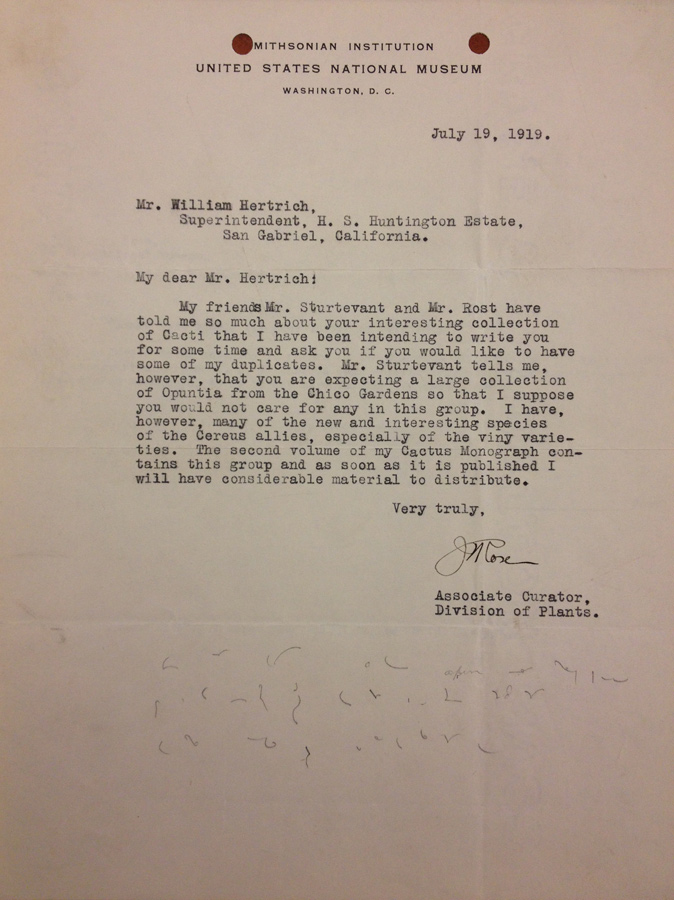 SMITHSONIAN INSTITUTION
UNITED STATES NATIONAL MUSEUM
WASHINGTON, D. C.
July 19, 1919.
Mr. William Hertrich,
Superintendent, H. S. Huntington Estate,
San Gabriel, California.
My dear Mr. Hertrich:
My friends Mr. Sturtevant and Mr. Rost have
told me so much about your interesting collection
of Cacti that I have been intending to write you
for some time and ask you if you would like to have
some of my duplicates. Mr. Sturtevant tells me,
however, that you are expecting a large collection
of Opuntia from the Chico Gardens so that I suppose
you would not care for any in this group. I have,
however, many of the new and interesting species
of the Cereus allies, especially of the viny varie-
ties. The second volume of my Cactus Monograph con-
tains this group and as soon as it is published I
will have considerable material to distribute.
Very truly,
J N Rose
Associate Curator,
Division of Plants.